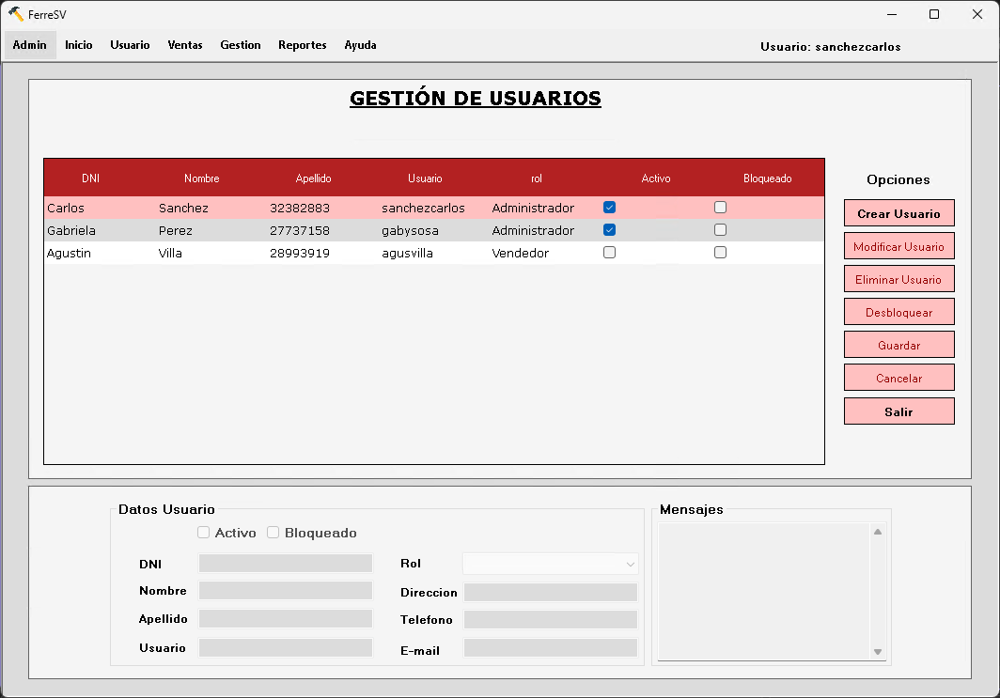 FerreSV
Admin Inicio Usuario Ventas Gestion Reportes Ayuda Usuario: sanchezcarlos
GESTIÓN DE USUARIOS
DNI Nombre Apellido Usuario rol Activo Bloqueado
Carlos Sanchez 32382883 sanchezcarlos Administrador
Gabriela Perez 27737158 gabysosa Administrador
Agustin Villa 28993919 agusvilla Vendedor
Opciones
Crear Usuario
Modificar Usuario
Eliminar Usuario
Desbloquear
Guardar
Cancelar
Salir
Datos Usuario
Activo Bloqueado
DNI
Nombre
Apellido
Usuario
Rol
Direccion
Telefono
E-mail
Mensajes